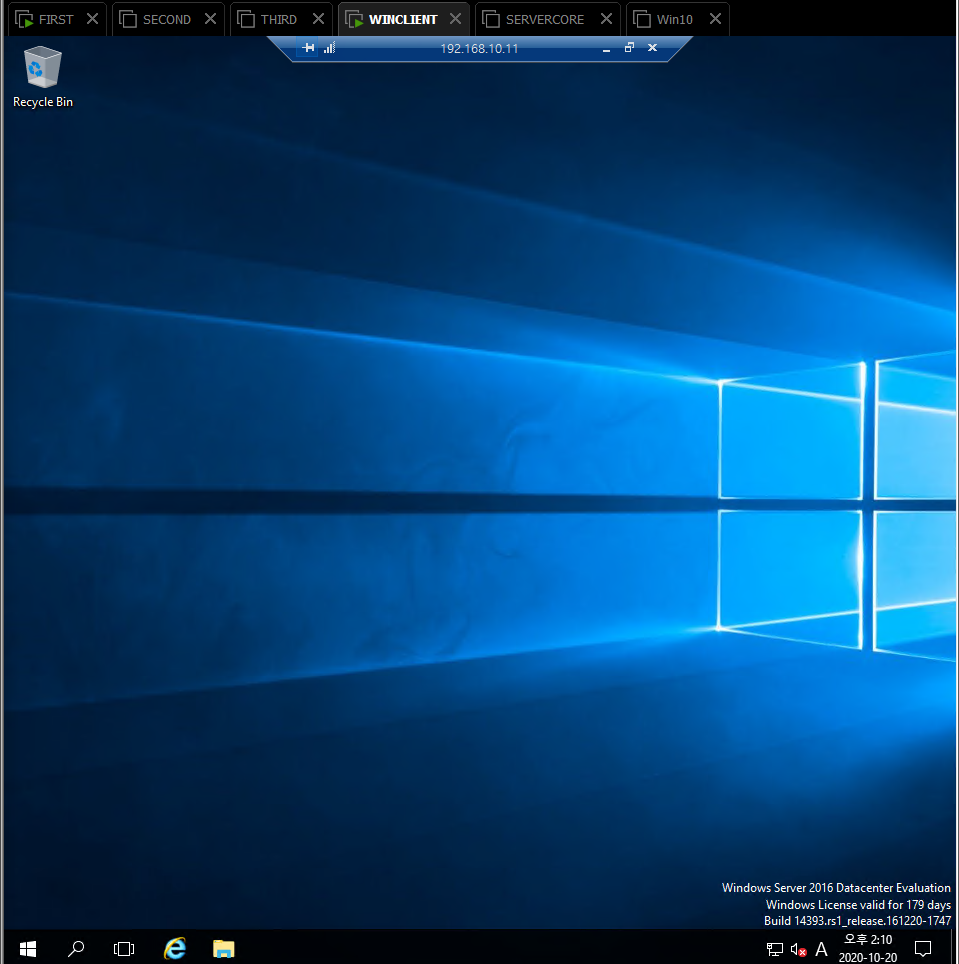 FIRST
SECOND
THIRD
WINCLIENT
SERVERCORE
Win10
192.168.10.11
Recycle Bin
Windows Server 2016 Datacenter Evaluation
Windows License valid for 179 days
Build 14393.rs1_release.161220-1747
A
오후 2:10
2020-10-20